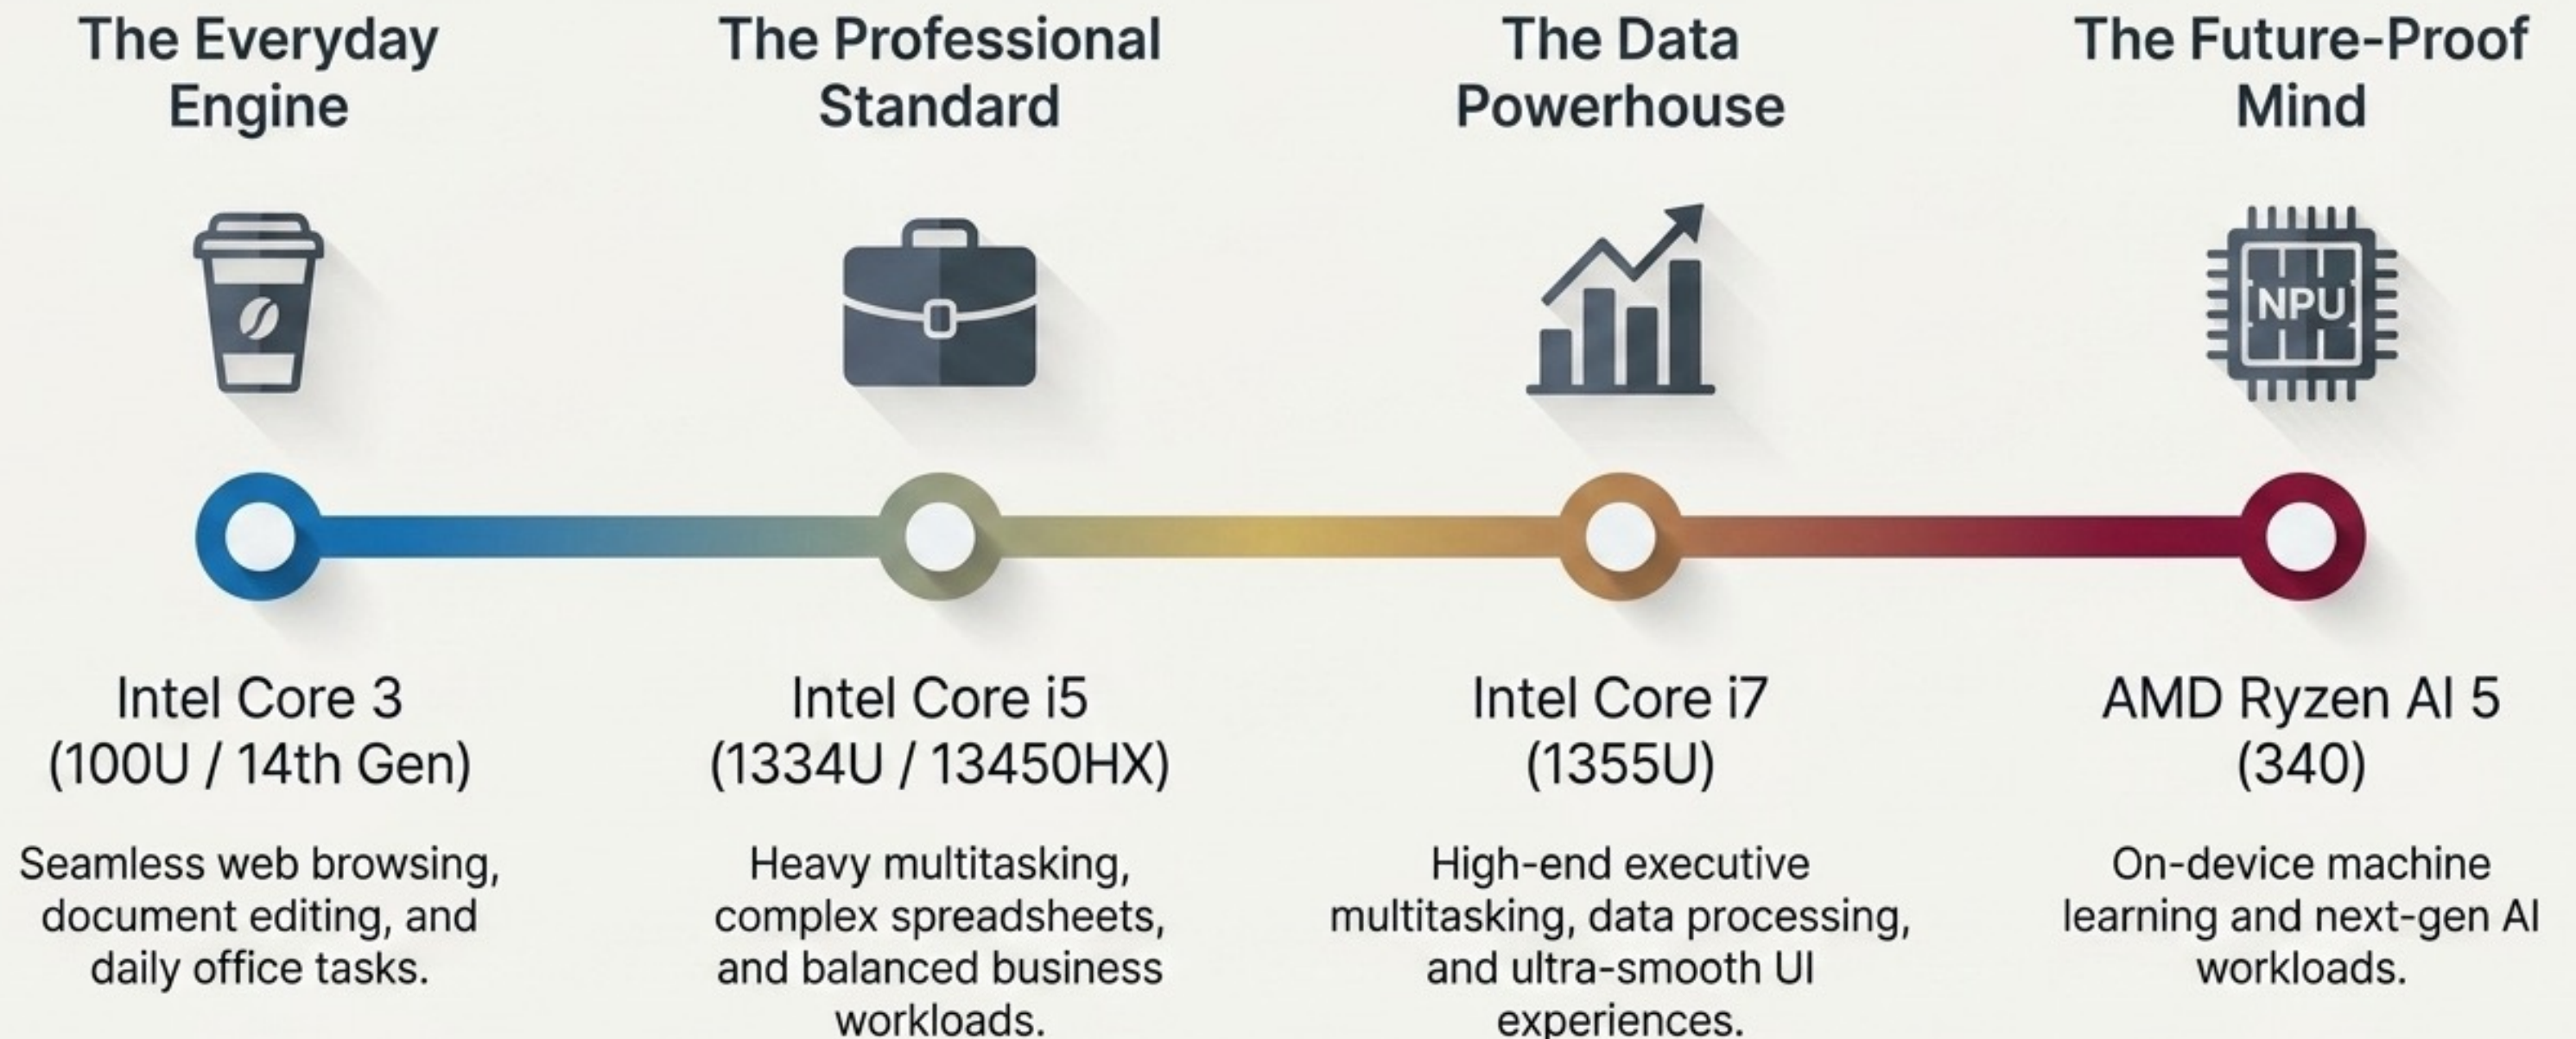 The Everyday
Engine
The Professional
Standard
The Data
Powerhouse
The Future-Proof
Mind
NPU
Intel Core 3
(100U / 14th Gen)
Intel Core i5
(1334U / 13450HX)
Intel Core i7
(1355U)
AMD Ryzen AI 5
(340)
Seamless web browsing,
document editing, and
daily office tasks.
Heavy multitasking,
complex spreadsheets,
and balanced business
workloads.
High-end executive
multitasking, data processing,
and ultra-smooth UI
experiences.
On-device machine
learning and next-gen AI
workloads.